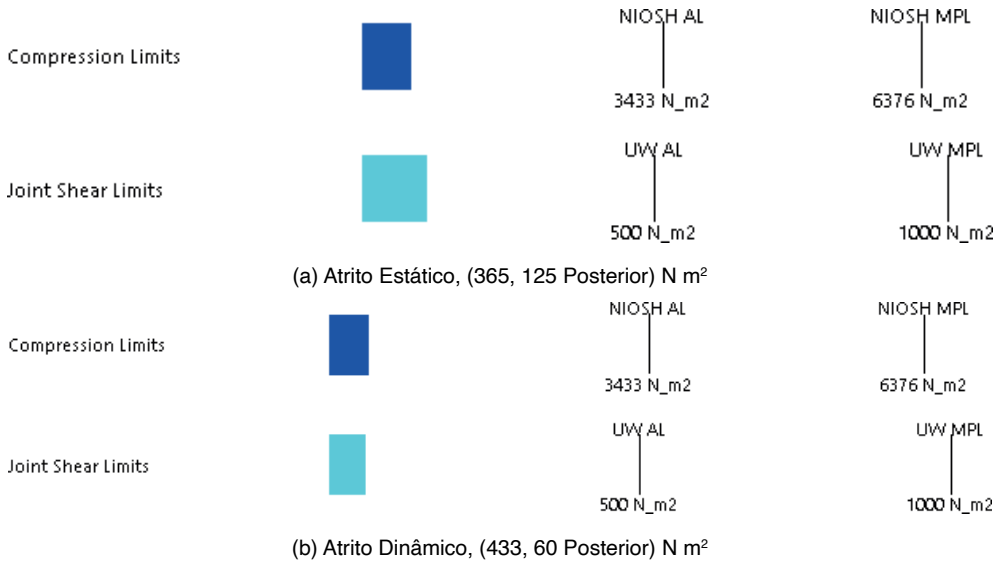 NIOSH AL NIOSH MPL
Compression Limits
3433 N_m2 6376 N_m2
UW AL UW MPL
Joint Shear Limits
500 N_m2 1000 N_m2
(a) Atrito Estático, (365, 125 Posterior) N m²
NIOSH AL NIOSH MPL
Compression Limits
3433 N_m2 6376 N_m2
UW AL UW MPL
Joint Shear Limits
500 N_m2 1000 N_m2
(b) Atrito Dinâmico, (433, 60 Posterior) N m²